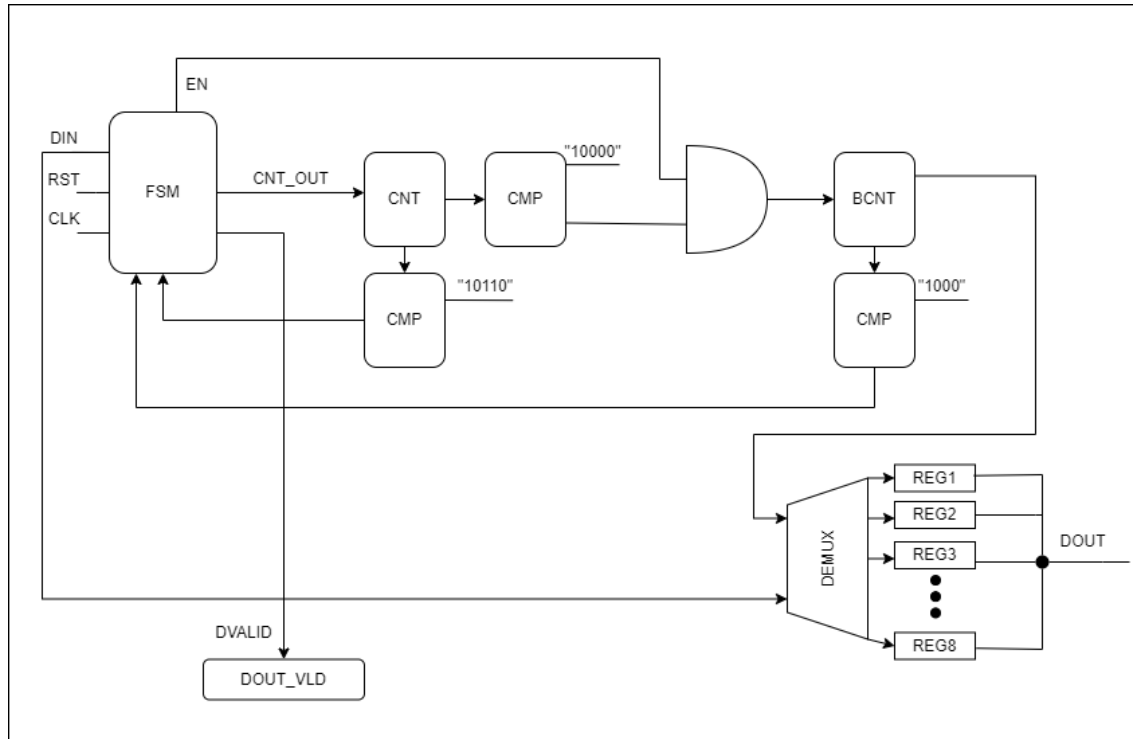 EN
DIN
RST
CLK
FSM
CNT_OUT
CNT
CMP
"10000"
BCNT
CMP
"10110"
CMP
"1000"
DEMUX
REG1
REG2
REG3
REG8
DOUT
DVALID
DOUT_VLD